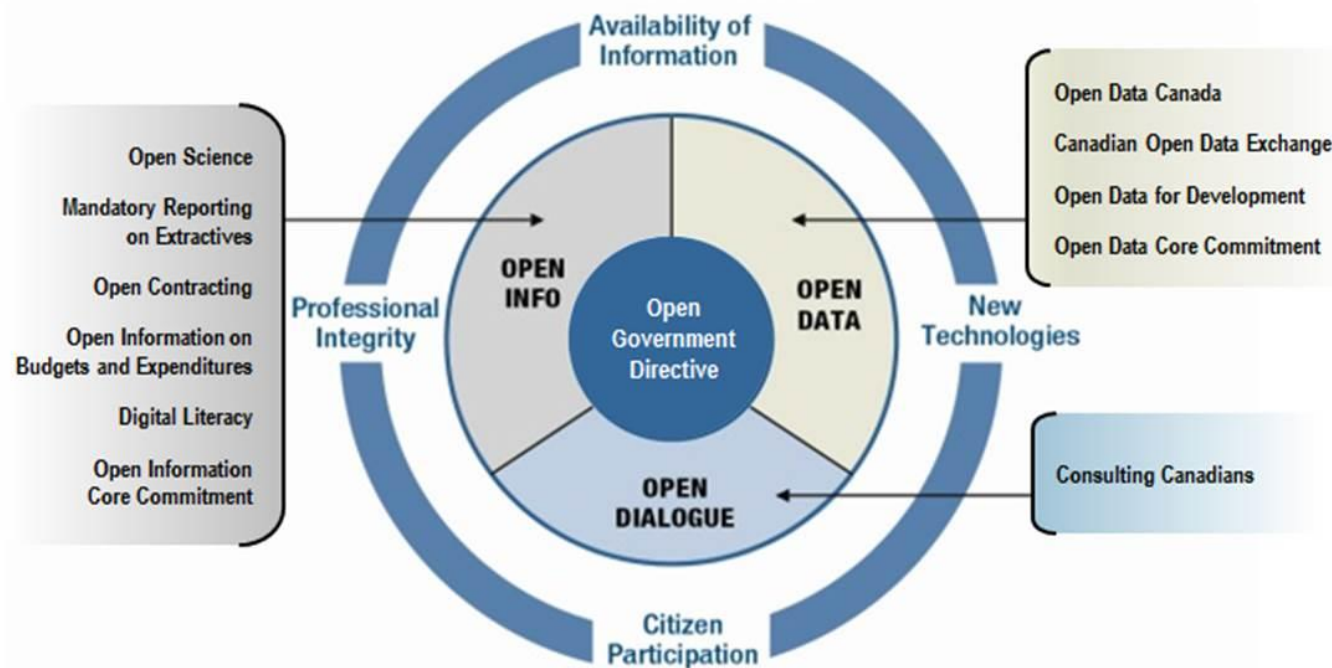 Availability of
Information
Open Science
Mandatory Reporting
on Extractives
Open Contracting
Open Information on
Budgets and Expenditures
Digital Literacy
Open Information
Core Commitment
Professional
Integrity
OPEN
INFO
Open
Government
Directive
OPEN
DATA
New
Technologies
Open Data Canada
Canadian Open Data Exchange
Open Data for Development
Open Data Core Commitment
OPEN
DIALOGUE
Consulting Canadians
Citizen
Participation